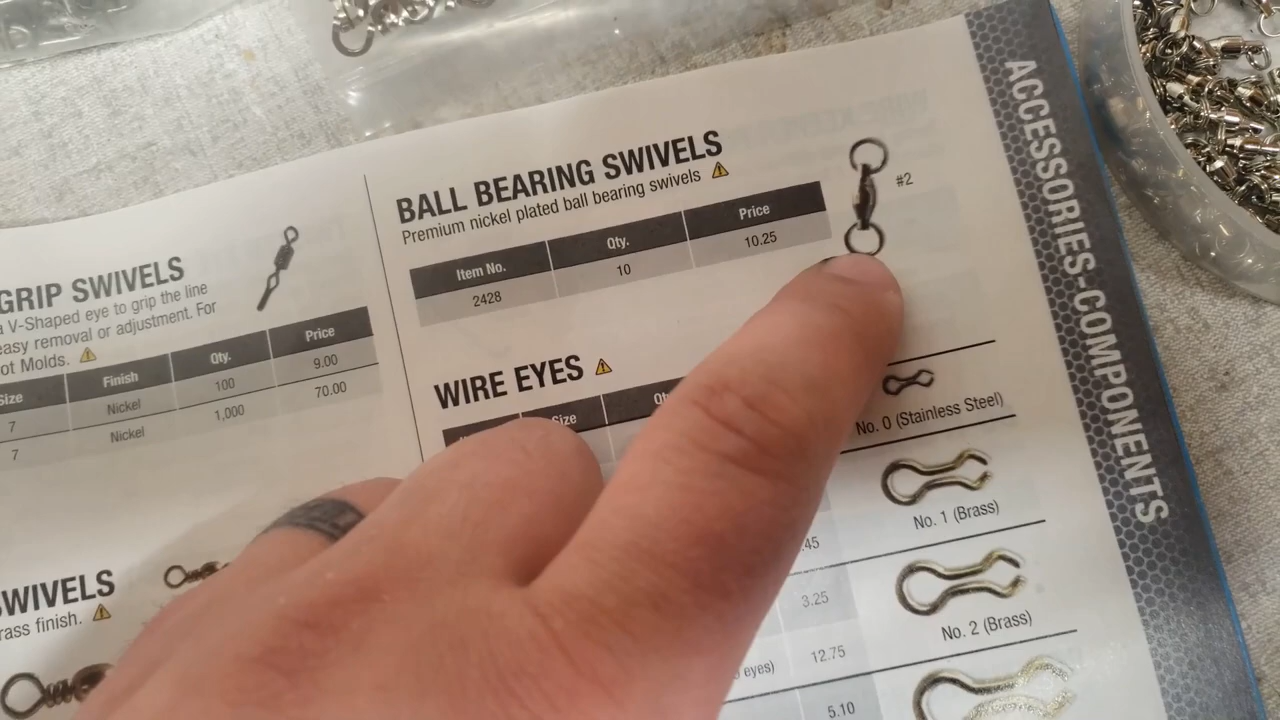 GRIP SWIVELS
a V-Shaped eye to grip the line
easy removal or adjustment. For
ot Molds.
Size Finish Qty. Price
7 Nickel 100 9.00
7 Nickel 1,000 70.00
SWIVELS
rass finish.
BALL BEARING SWIVELS
Premium nickel plated ball bearing swivels
Item No. Qty. Price
2428 10 10.25
#2
WIRE EYES
Size Qt
No. 0 (Stainless Steel)
.45
No. 1 (Brass)
3.25
No. 2 (Brass)
eyes) 12.75
5.10
ACCESSORIES-COMPONENTS